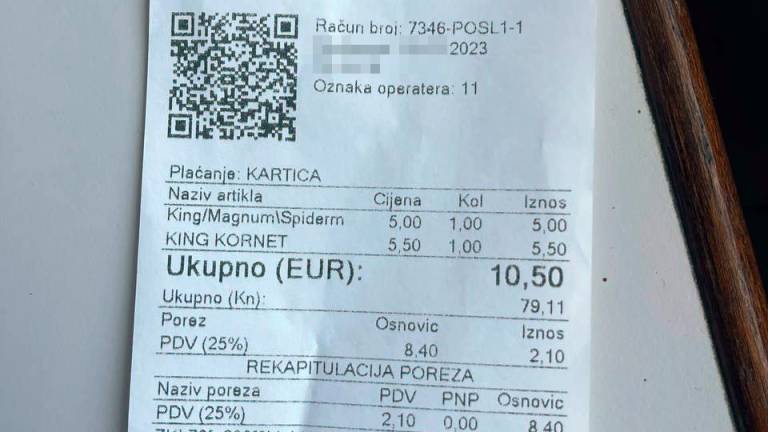 Račun broj: 7346-POSL1-1
2023
Oznaka operatera: 11
Plaćanje: KARTICA
Naziv artikla Cijena Kol Iznos
King/Magnum\Spiderm 5,00 1,00 5,00
KING KORNET 5,50 1,00 5,50
Ukupno (EUR): 10,50
Ukupno (Kn): 79,11
Porez Osnovic Iznos
PDV (25%) 8,40 2,10
REKAPITULACIJA POREZA
Naziv poreza PDV PNP Osnovic
PDV (25%) 2,10 0,00 8,40